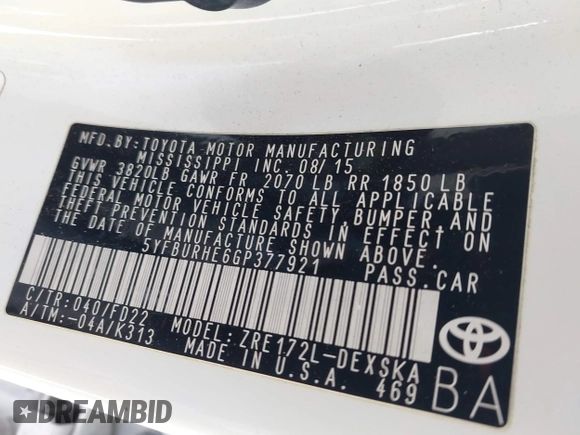 MFD.BY:TOYOTA MOTOR MANUFACTURING
MISSISSIPPI INC. 08/15
GVWR 3820LB GAWR FR 2070 LB RR 1850 LB
THIS VEHICLE CONFORMS TO ALL APPLICABLE
FEDERAL MOTOR VEHICLE SAFETY BUMPER, AND
THEFT PREVENTION STANDARDS IN EFFECT ON
THE DATE OF MANUFACTURE SHOWN ABOVE.
5YFBURHE6GP377921 PASS.CAR
C/TR:040/FD22
A/TM:-04A/K313
MODEL:ZRE172L-DEXSKA
MADE IN U.S.A. 469
BA
DREAMBID